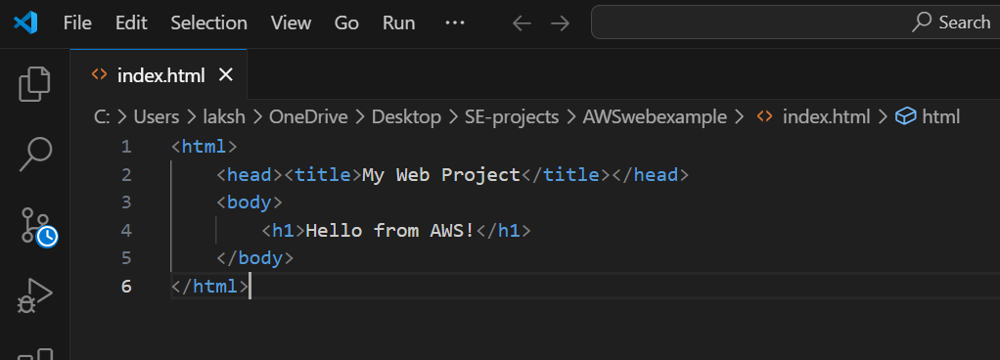 File Edit Selection View Go Run ··· Search
index.html
C: > Users > laksh > OneDrive > Desktop > SE-projects > AWSwebexample > <> index.html > html
1 <html>
2     <head><title>My Web Project</title></head>
3     <body>
4         <h1>Hello from AWS!</h1>
5     </body>
6 </html>